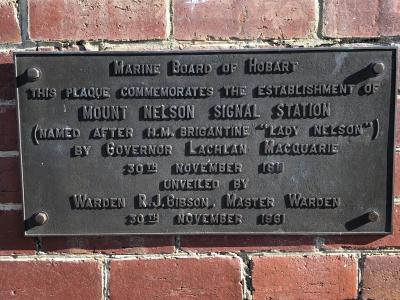 MARINE BOARD OF HOBART
THIS PLAQUE COMMEMORATES THE ESTABLISHMENT OF
MOUNT NELSON SIGNAL STATION
(NAMED AFTER H.M. BRIGANTINE "LADY NELSON")
BY GOVERNOR LACHLAN MACQUARIE
30TH NOVEMBER 1811
UNVEILED BY
WARDEN R.J. GIBSON, MASTER WARDEN
30TH NOVEMBER 1961